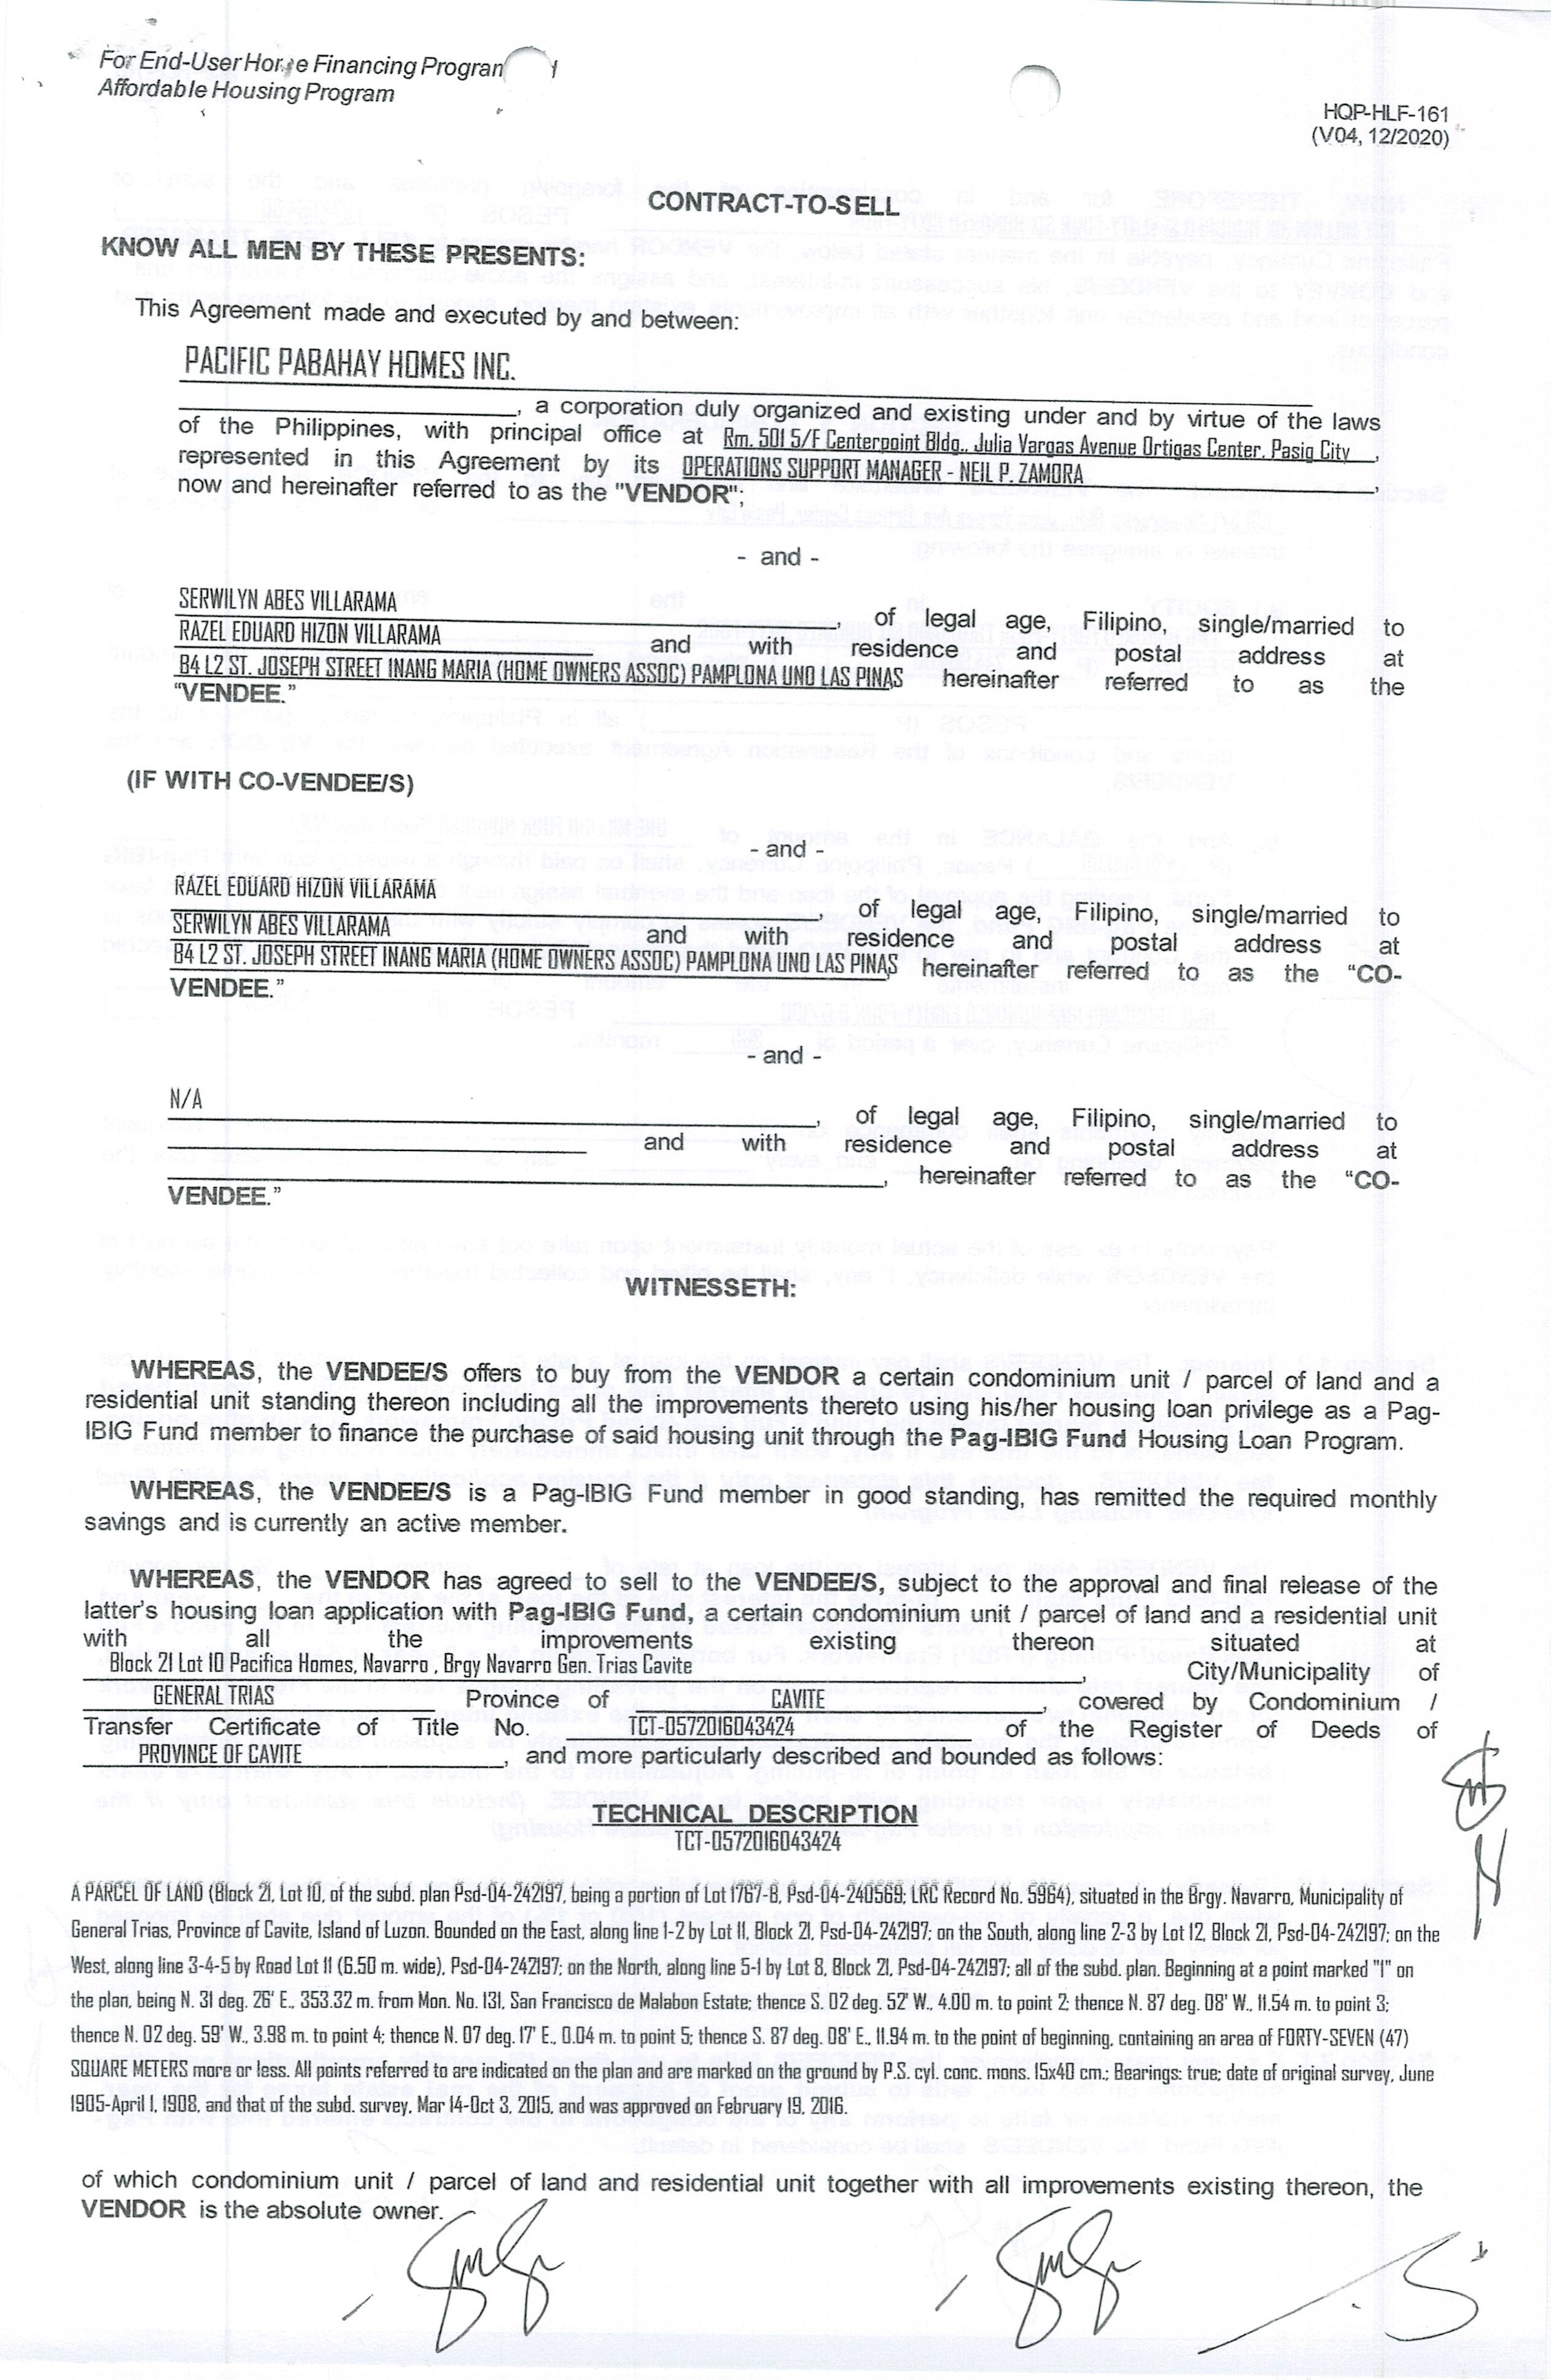 For End-User Home Financing Program
Affordable Housing Program
HQP-HLF-161
(V04, 12/2020)
CONTRACT-TO-SELL
KNOW ALL MEN BY THESE PRESENTS:
This Agreement made and executed by and between:
PACIFIC PABAHAY HOMES INC.
, a corporation duly organized and existing under and by virtue of the laws
of the Philippines, with principal office at Rm. 501 5/F Centerpoint Bldg., Julia Vargas Avenue Ortigas Center, Pasig City,
represented in this Agreement by its OPERATIONS SUPPORT MANAGER - NEIL P. ZAMORA,
now and hereinafter referred to as the "VENDOR";
- and -
SERWILYN ABES VILLARAMA, of legal age, Filipino, single/married to
RAZEL EDUARD HIZON VILLARAMA and with residence and postal address at
B4 L2 ST. JOSEPH STREET INANG MARIA (HOME OWNERS ASSOC) PAMPLONA UNO LAS PINAS hereinafter referred to as the
“VENDEE.”
(IF WITH CO-VENDEE/S)
- and -
RAZEL EDUARD HIZON VILLARAMA, of legal age, Filipino, single/married to
SERWILYN ABES VILLARAMA and with residence and postal address at
B4 L2 ST. JOSEPH STREET INANG MARIA (HOME OWNERS ASSOC) PAMPLONA UNO LAS PINAS hereinafter referred to as the “CO-
VENDEE.”
- and -
N/A, of legal age, Filipino, single/married to
and with residence and postal address at
, hereinafter referred to as the “CO-
VENDEE.”
WITNESSETH:
WHEREAS, the VENDEE/S offers to buy from the VENDOR a certain condominium unit / parcel of land and a
residential unit standing thereon including all the improvements thereto using his/her housing loan privilege as a Pag-
IBIG Fund member to finance the purchase of said housing unit through the Pag-IBIG Fund Housing Loan Program.
WHEREAS, the VENDEE/S is a Pag-IBIG Fund member in good standing, has remitted the required monthly
savings and is currently an active member.
WHEREAS, the VENDOR has agreed to sell to the VENDEE/S, subject to the approval and final release of the
latter’s housing loan application with Pag-IBIG Fund, a certain condominium unit / parcel of land and a residential unit
with all the improvements existing thereon situated at
Block 21 Lot 10 Pacifica Homes, Navarro , Brgy Navarro Gen. Trias Cavite, City/Municipality of
GENERAL TRIAS Province of CAVITE, covered by Condominium /
Transfer Certificate of Title No. TCT-0572016043424 of the Register of Deeds of
PROVINCE OF CAVITE, and more particularly described and bounded as follows:
TECHNICAL DESCRIPTION
TCT-0572016043424
A PARCEL OF LAND (Block 21, Lot 10, of the subd. plan Psd-04-242197, being a portion of Lot 1767-B, Psd-04-240569; LRC Record No. 5964), situated in the Brgy. Navarro, Municipality of
General Trias, Province of Cavite, Island of Luzon. Bounded on the East, along line 1-2 by Lot 11, Block 21, Psd-04-242197; on the South, along line 2-3 by Lot 12, Block 21, Psd-04-242197; on the
West, along line 3-4-5 by Road Lot 11 (6.50 m. wide), Psd-04-242197; on the North, along line 5-1 by Lot 8, Block 21, Psd-04-242197; all of the subd. plan. Beginning at a point marked "1" on
the plan, being N. 31 deg. 26' E., 353.32 m. from Mon. No. 131, San Francisco de Malabon Estate; thence S. 02 deg. 52' W., 4.00 m. to point 2; thence N. 87 deg. 08' W., 11.54 m. to point 3;
thence N. 02 deg. 59' W., 3.98 m. to point 4; thence N. 07 deg. 17' E., 0.04 m. to point 5; thence S. 87 deg. 08' E., 11.94 m. to the point of beginning, containing an area of FORTY-SEVEN (47)
SQUARE METERS more or less. All points referred to are indicated on the plan and are marked on the ground by P.S. cyl. conc. mons. 15x40 cm.; Bearings: true; date of original survey, June
1905-April 1, 1908, and that of the subd. survey, Mar 14-Oct 3, 2015, and was approved on February 19, 2016.
of which condominium unit / parcel of land and residential unit together with all improvements existing thereon, the
VENDOR is the absolute owner.